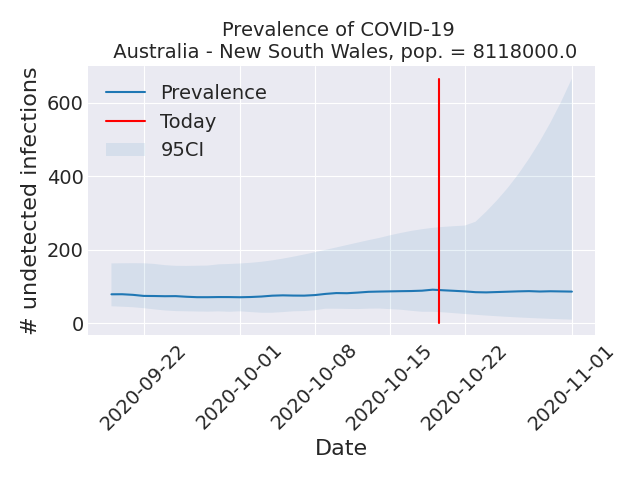 Prevalence of COVID-19
Australia - New South Wales, pop. = 8118000.0
# undetected infections
600
400
200
0
Prevalence
Today
95CI
2020-09-22
2020-10-01
2020-10-08
2020-10-15
2020-10-22
2020-11-01
Date